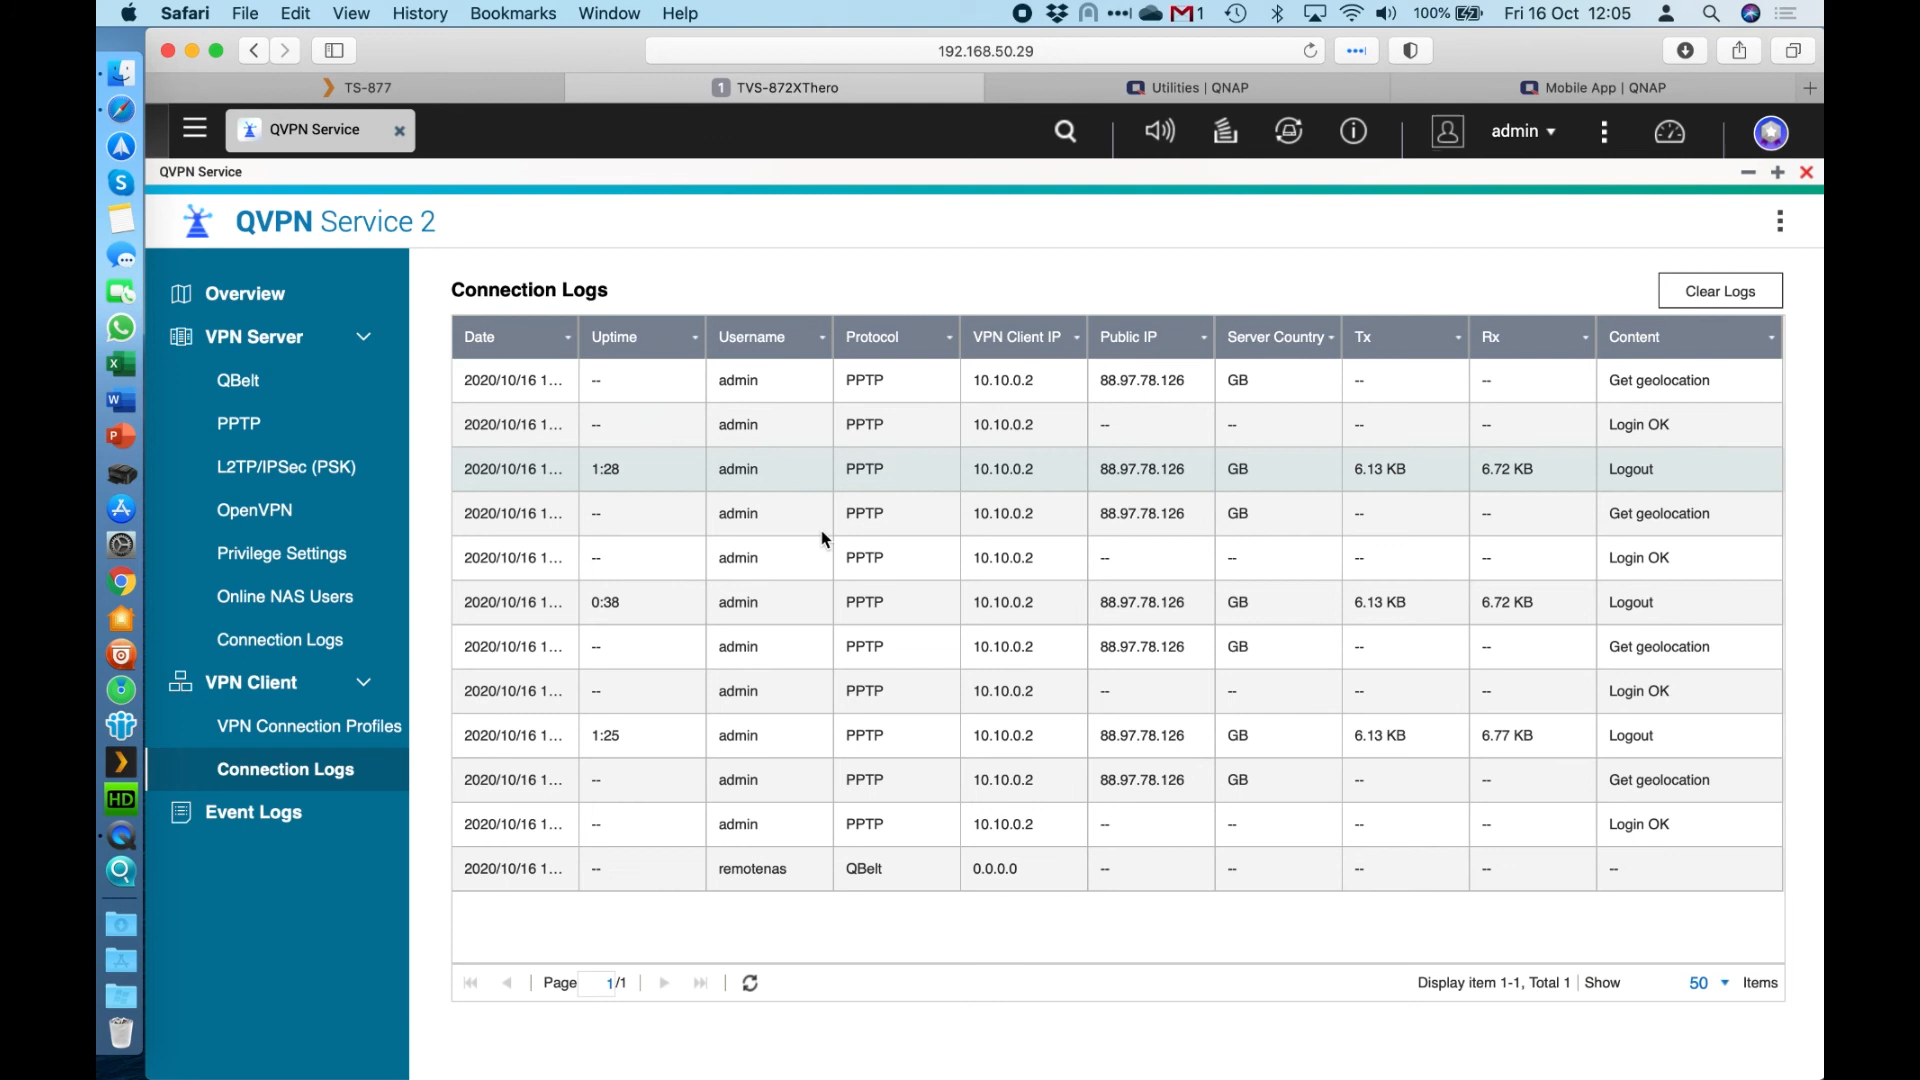 Safari File Edit View History Bookmarks Window Help 1 100% Fri 16 Oct 12:05
192.168.50.29
TS-877 1 TVS-872XThero Utilities | QNAP Mobile App | QNAP
QVPN Service admin
QVPN Service
QVPN Service 2
Overview
VPN Server
QBelt
PPTP
L2TP/IPSec (PSK)
OpenVPN
Privilege Settings
Online NAS Users
Connection Logs
VPN Client
VPN Connection Profiles
Connection Logs
Event Logs
Connection Logs Clear Logs
Date Uptime Username Protocol VPN Client IP Public IP Server Country Tx Rx Content
2020/10/16 1... -- admin PPTP 10.10.0.2 88.97.78.126 GB -- -- Get geolocation
2020/10/16 1... -- admin PPTP 10.10.0.2 -- -- -- -- Login OK
2020/10/16 1... 1:28 admin PPTP 10.10.0.2 88.97.78.126 GB 6.13 KB 6.72 KB Logout
2020/10/16 1... -- admin PPTP 10.10.0.2 88.97.78.126 GB -- -- Get geolocation
2020/10/16 1... -- admin PPTP 10.10.0.2 -- -- -- -- Login OK
2020/10/16 1... 0:38 admin PPTP 10.10.0.2 88.97.78.126 GB 6.13 KB 6.72 KB Logout
2020/10/16 1... -- admin PPTP 10.10.0.2 88.97.78.126 GB -- -- Get geolocation
2020/10/16 1... -- admin PPTP 10.10.0.2 -- -- -- -- Login OK
2020/10/16 1... 1:25 admin PPTP 10.10.0.2 88.97.78.126 GB 6.13 KB 6.77 KB Logout
2020/10/16 1... -- admin PPTP 10.10.0.2 88.97.78.126 GB -- -- Get geolocation
2020/10/16 1... -- admin PPTP 10.10.0.2 -- -- -- -- Login OK
2020/10/16 1... -- remotenas QBelt 0.0.0.0 -- -- -- -- --
Page 1/1 Display item 1-1, Total 1 | Show 50 Items
S
X
W
P
HD